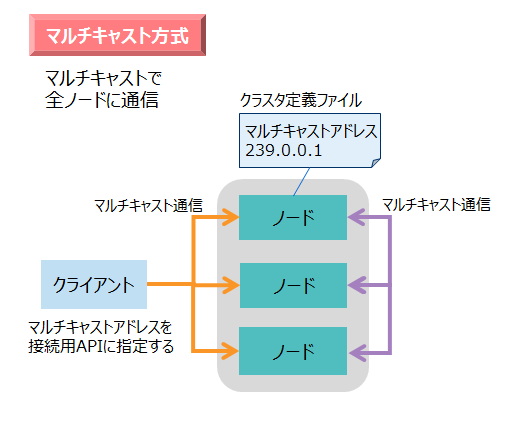 マルチキャスト方式
マルチキャストで
全ノードに通信
クラスタ定義ファイル
マルチキャストアドレス
239.0.0.1
マルチキャスト通信
マルチキャスト通信
ノード
クライアント
ノード
マルチキャストアドレスを
接続用APIに指定する
ノード